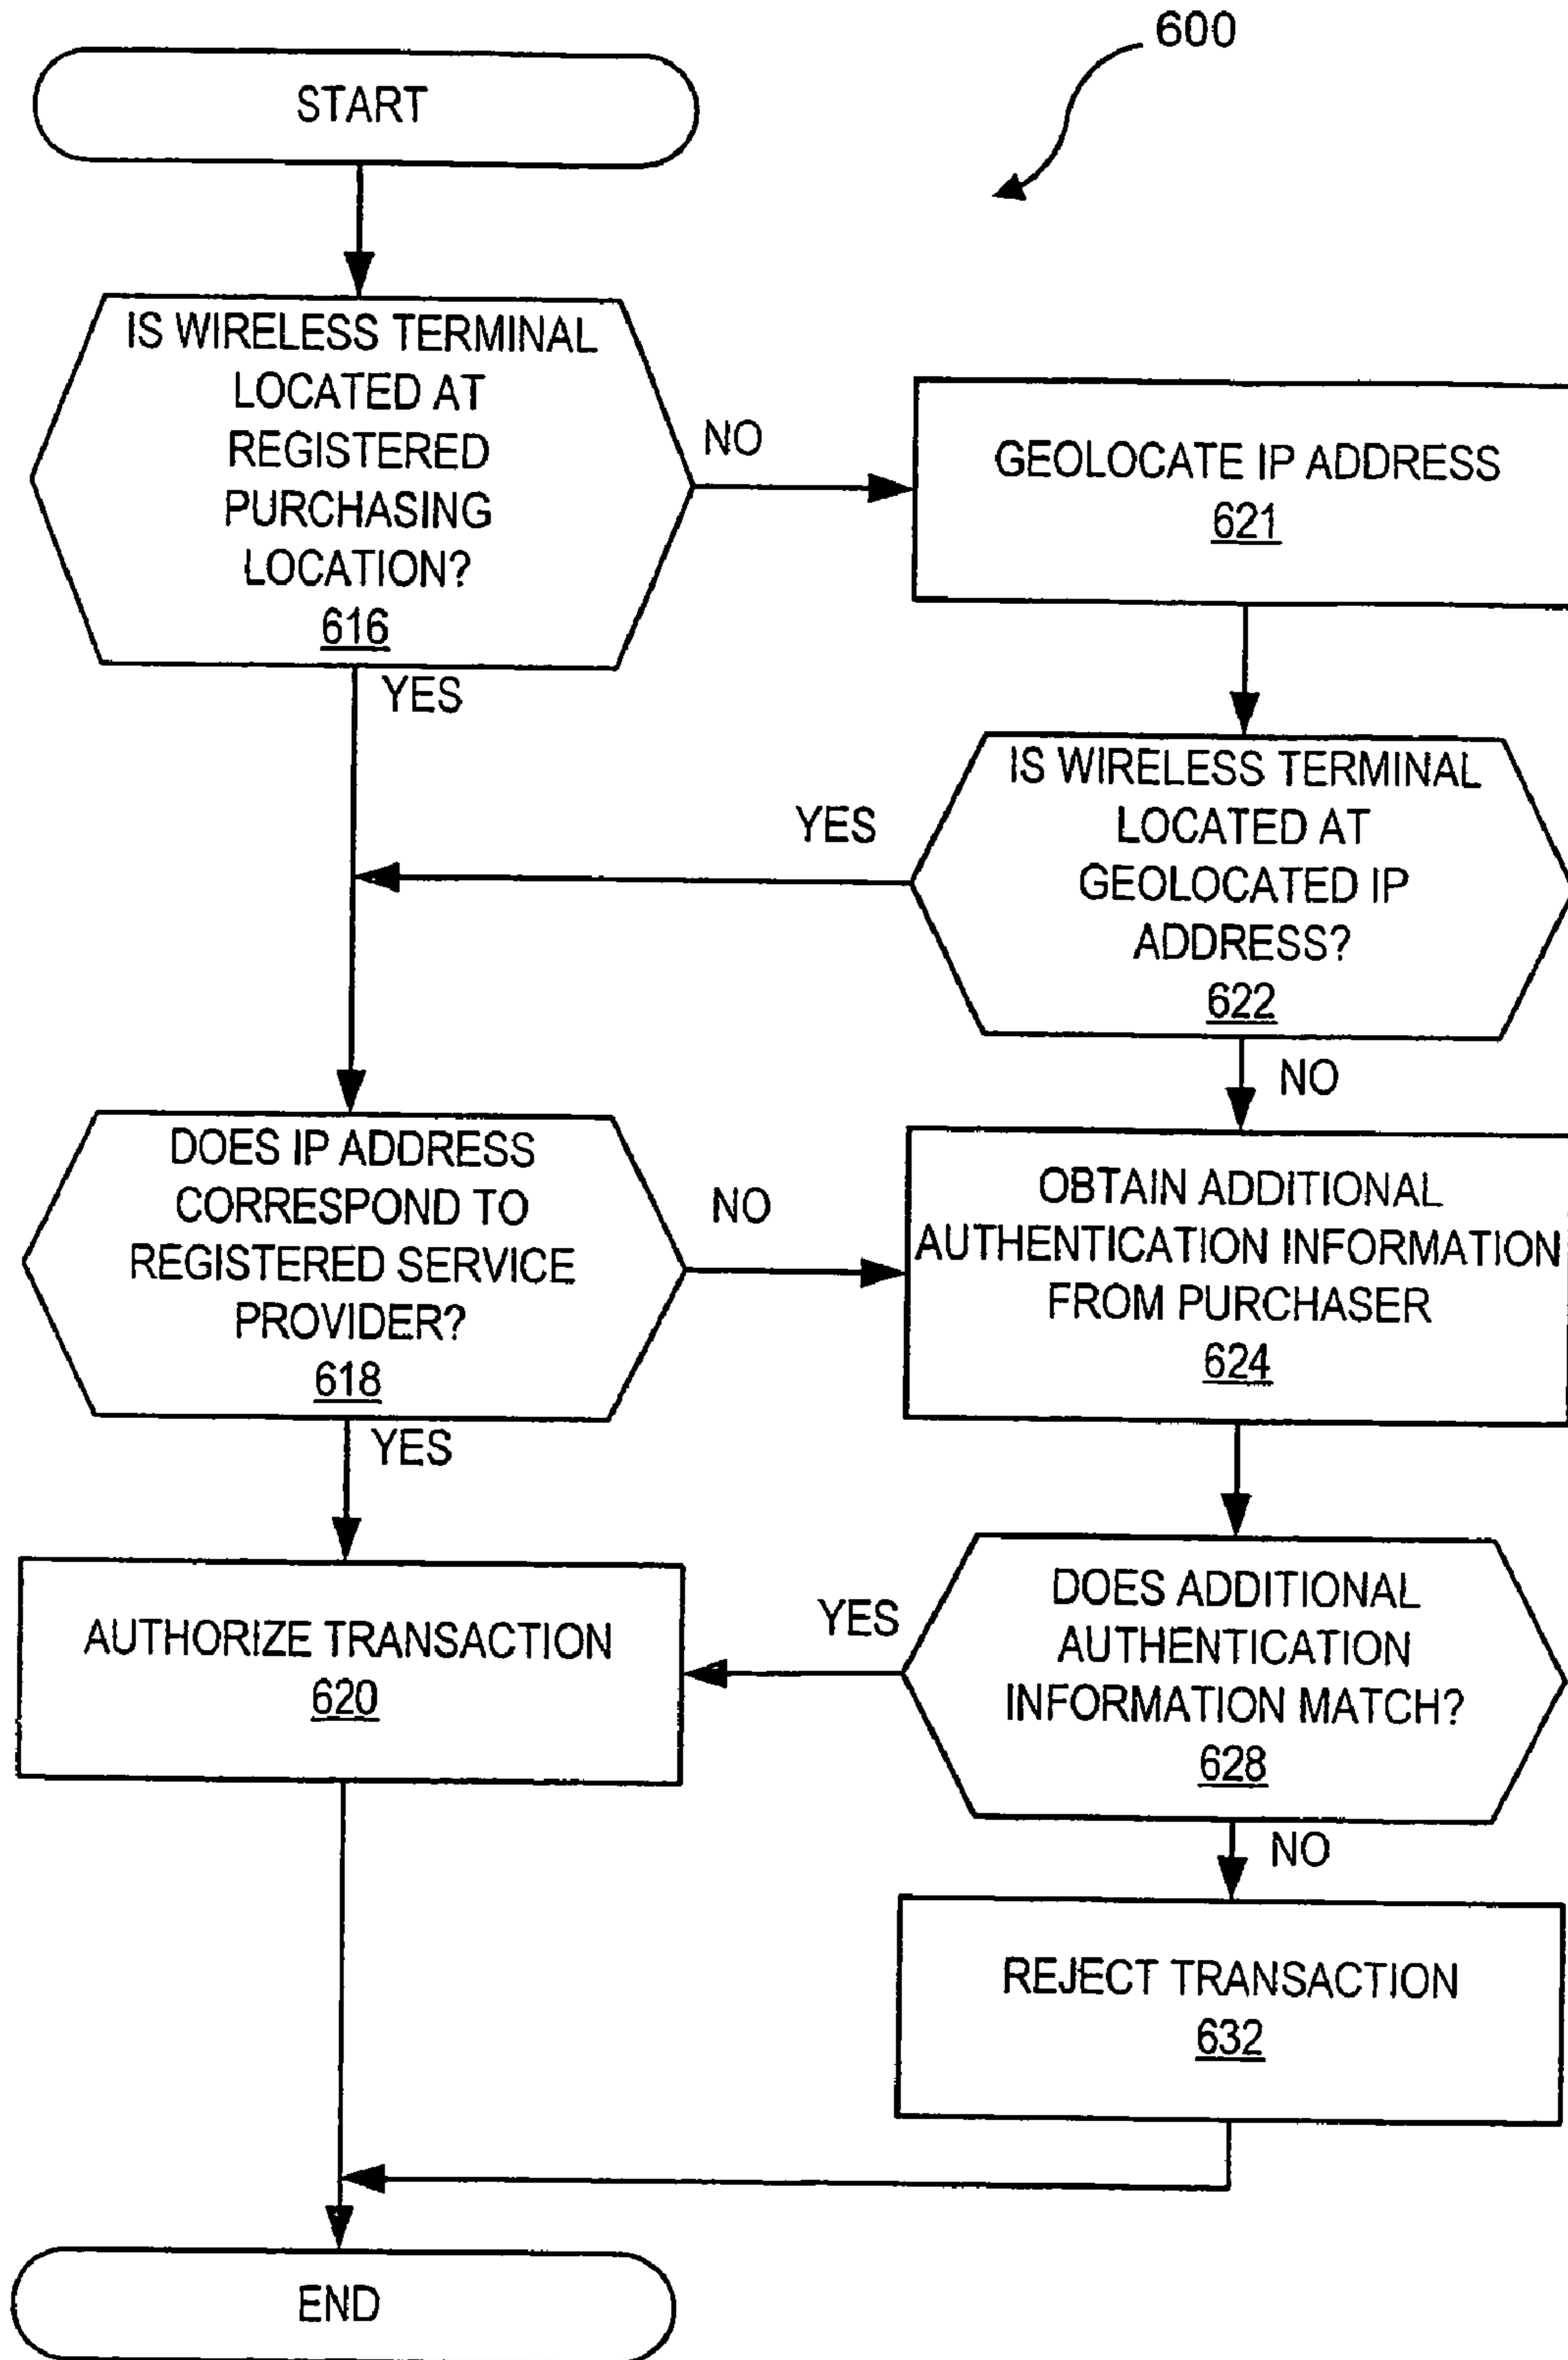 600
START
IS WIRELESS TERMINAL
LOCATED AT
REGISTERED
PURCHASING
LOCATION?
616
NO
YES
GEOLOCATE IP ADDRESS
621
IS WIRELESS TERMINAL
LOCATED AT
GEOLOCATED IP
ADDRESS?
622
YES
NO
DOES IP ADDRESS
CORRESPOND TO
REGISTERED SERVICE
PROVIDER?
618
NO
YES
OBTAIN ADDITIONAL
AUTHENTICATION INFORMATION
FROM PURCHASER
624
AUTHORIZE TRANSACTION
620
DOES ADDITIONAL
AUTHENTICATION
INFORMATION MATCH?
628
YES
NO
REJECT TRANSACTION
632
END